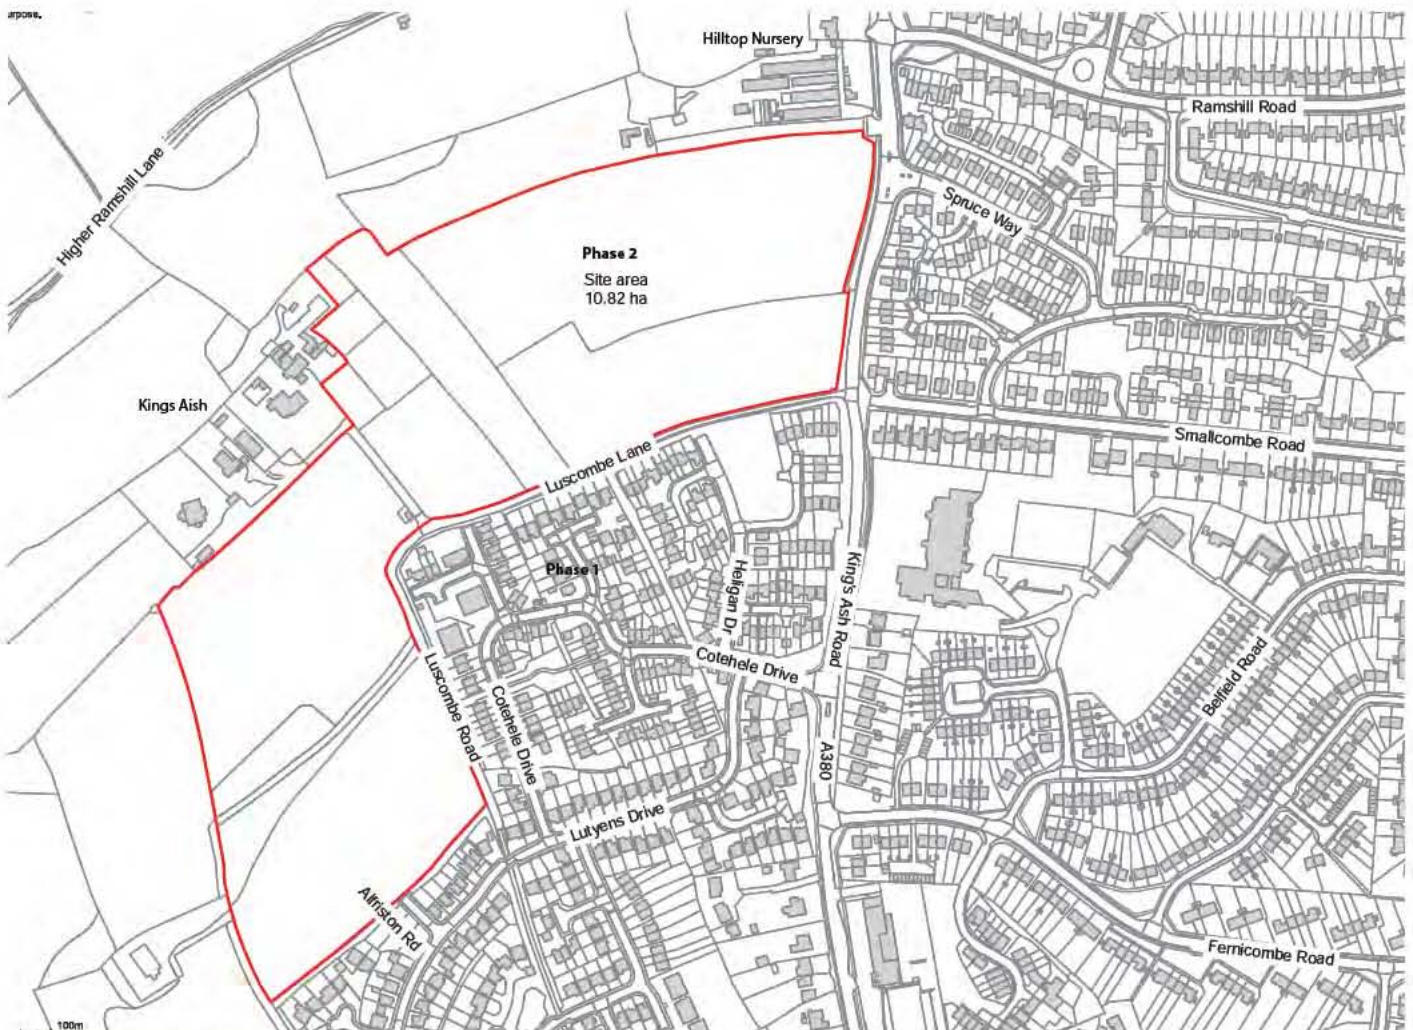 urpose.
Hilltop Nursery
Ramshill Road
Higher Ramshill Lane
Spruce Way
Phase 2
Site area
10.82 ha
Kings Aish
Smallcombe Road
Luscombe Lane
Phase 1
Heligan Dr
King's Ash Road
Cotehele Drive
Belfield Road
Luscombe Road
Cotehele Drive
A380
Lutyens Drive
Alfriston Rd
Fernicombe Road
100m